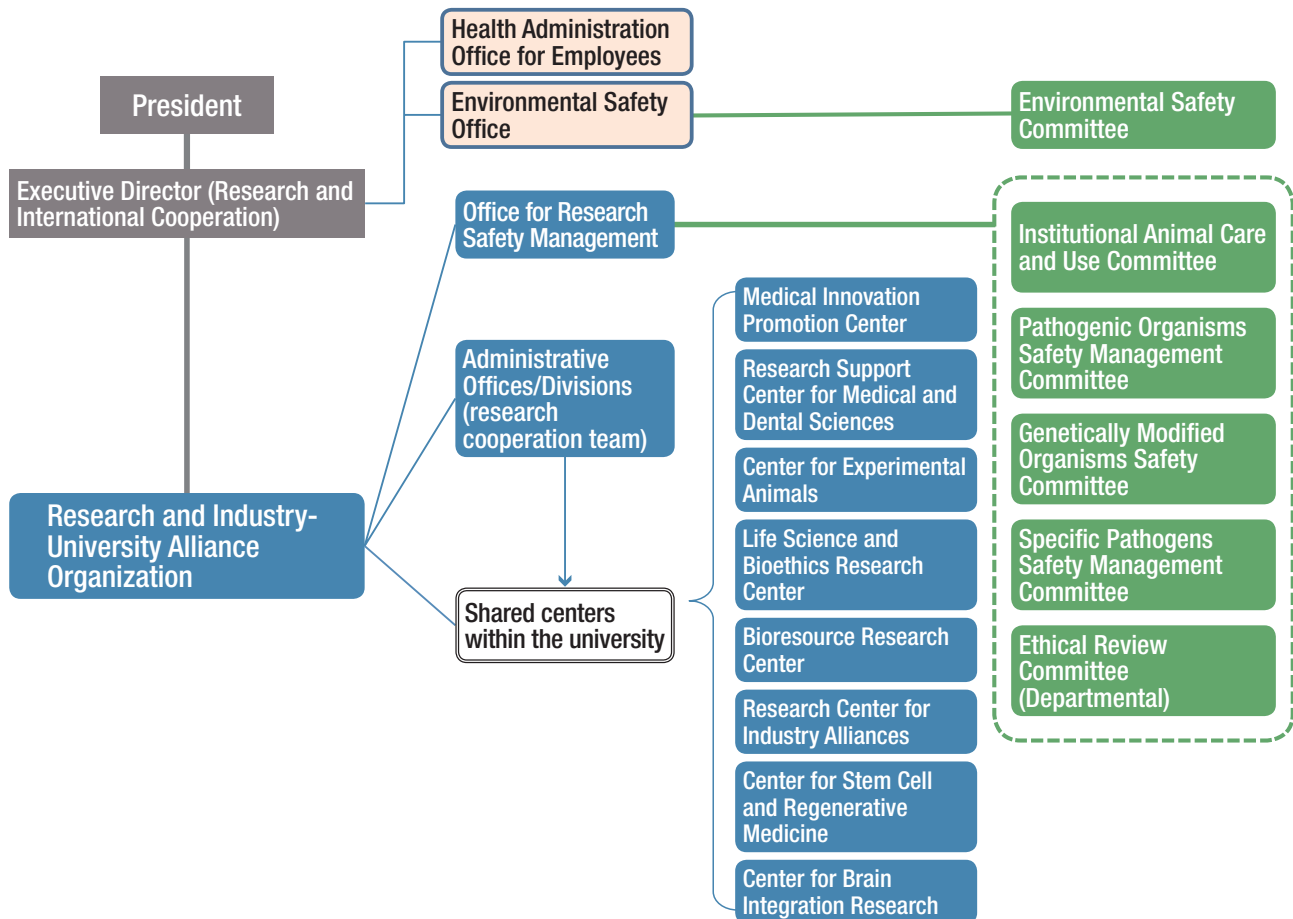 President
Executive Director (Research and
International Cooperation)
Research and Industry-
University Alliance
Organization
Health Administration
Office for Employees
Environmental Safety
Office
Office for Research
Safety Management
Administrative
Offices/Divisions
(research
cooperation team)
Shared centers
within the university
Medical Innovation
Promotion Center
Research Support
Center for Medical and
Dental Sciences
Center for Experimental
Animals
Life Science and
Bioethics Research
Center
Bioresource Research
Center
Research Center for
Industry Alliances
Center for Stem Cell
and Regenerative
Medicine
Center for Brain
Integration Research
Environmental Safety
Committee
Institutional Animal Care
and Use Committee
Pathogenic Organisms
Safety Management
Committee
Genetically Modified
Organisms Safety
Committee
Specific Pathogens
Safety Management
Committee
Ethical Review
Committee
(Departmental)